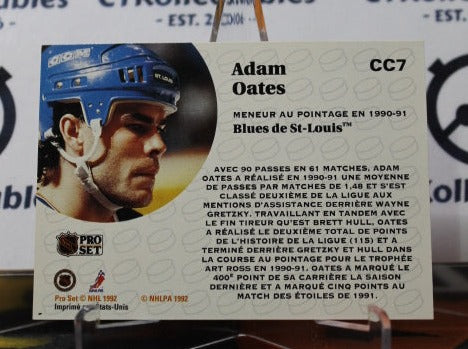 Collectibles
- EST. 2
EST.
ST. LOUIS
Adam
Oates
CC7
MENEUR AU POINTAGE EN 1990-91
Blues de St-Louis™
AVEC 90 PASSES EN 61 MATCHES, ADAM
OATES A RÉALISÉ EN 1990-91 UNE MOYENNE
DE PASSES PAR MATCHES DE 1,48 ET S'EST
CLASSÉ DEUXIÈME DE LA LIGUE AUX
MENTIONS D'ASSISTANCE DERRIÈRE WAYNE
GRETZKY. TRAVAILLANT EN TANDEM AVEC LE
FIN TIREUR QU'EST BRETT HULL, OATES
A RÉALISÉ LE DEUXIÈME TOTAL DE POINTS
DE L'HISTOIRE DE LA LIGUE (115) ET A
TERMINÉ DERRIÈRE GRETZKY ET HULL DANS
LA COURSE AU POINTAGE POUR LE TROPHÉE
ART ROSS EN 1990-91. OATES A MARQUÉ LE
400e POINT DE SA CARRIÈRE LA SAISON
DERNIÈRE ET A MARQUÉ CINQ POINTS AU
MATCH DES ÉTOILES DE 1991.
NHL
PRO
SET
NHLPA
Pro Set © NHL 1992 © NHLPA 1992